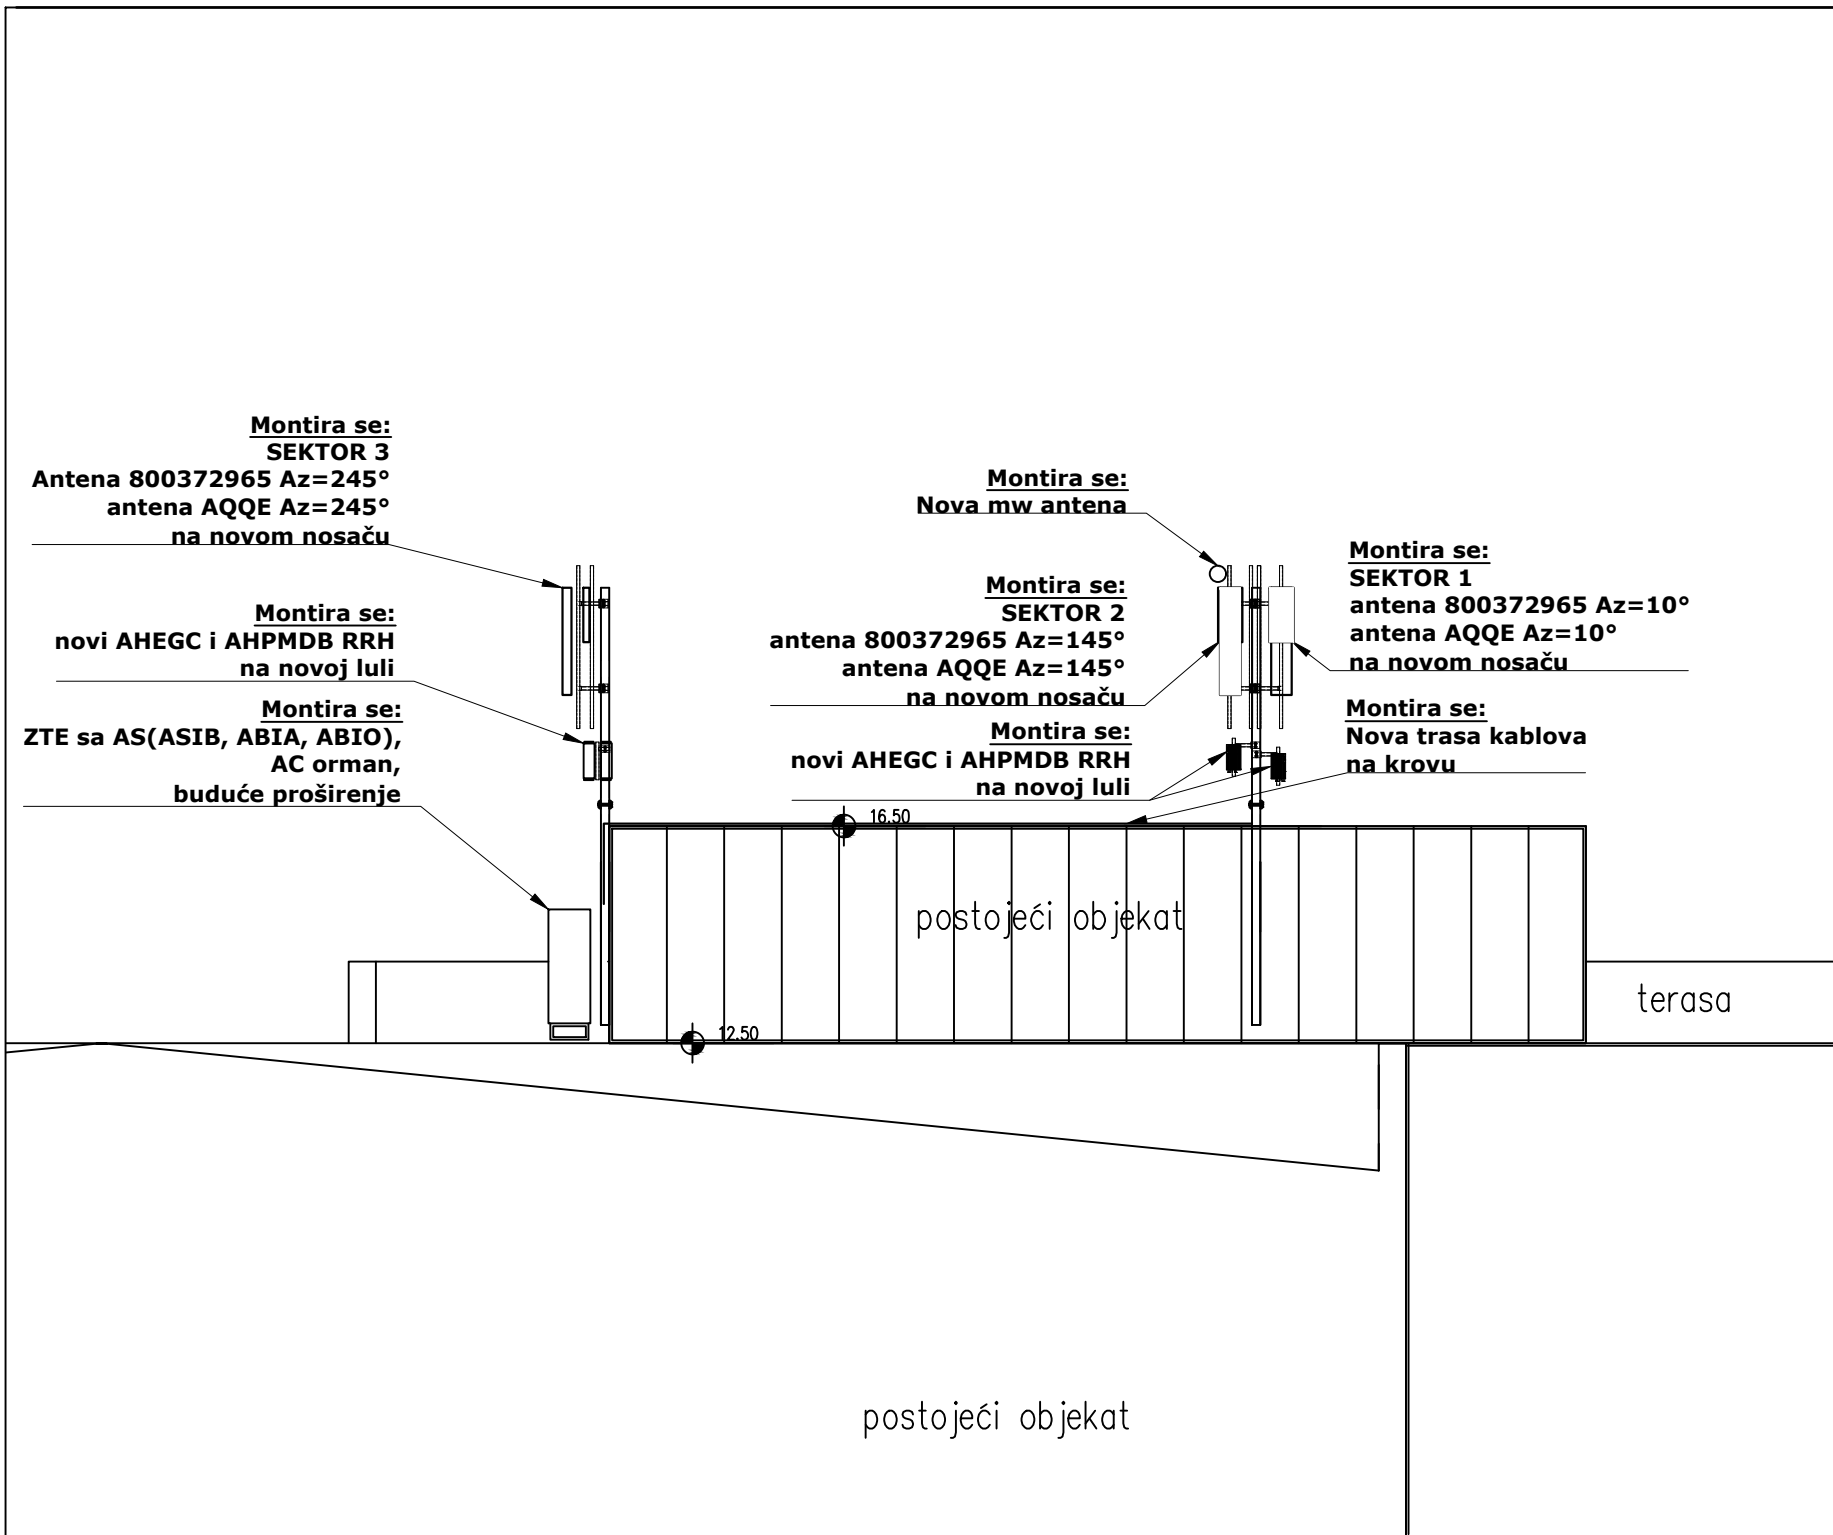 Montira se:
SEKTOR 3
Antena 800372965 Az=245°
antena AQQE Az=245°
na novom nosaču
Montira se:
novi AHEGC i AHPMDB RRH
na novoj luli
Montira se:
ZTE sa AS(ASIB, ABIA, ABIO),
AC orman,
buduće proširenje
Montira se:
Nova mw antena
Montira se:
SEKTOR 2
antena 800372965 Az=145°
antena AQQE Az=145°
na novom nosaču
Montira se:
novi AHEGC i AHPMDB RRH
na novoj luli
Montira se:
SEKTOR 1
antena 800372965 Az=10°
antena AQQE Az=10°
na novom nosaču
Montira se:
Nova trasa kablova
na krovu
16.50
postojeći objekat
terasa
12.50
postojeći objekat